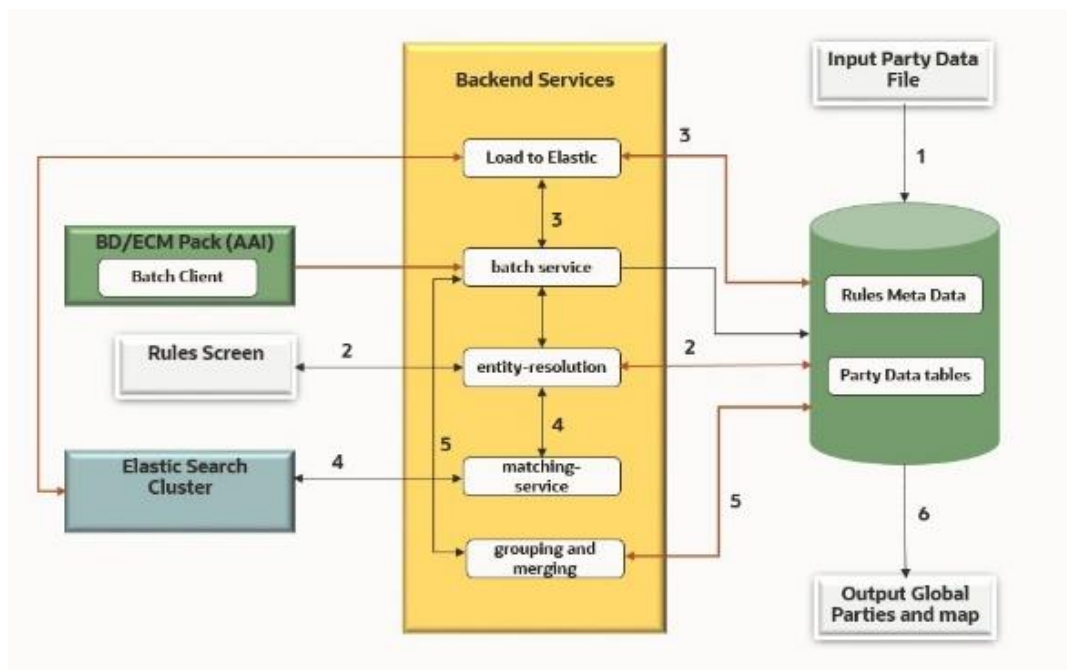 Backend Services
Input Party Data
File
3
1
Load to Elastic
3
BD/ECM Pack (AAI)
Batch Client
batch service
Rules Meta Data
Rules Screen
2
entity-resolution
2
Party Data tables
4
5
Elastic Search
Cluster
4
matching-
service
5
6
grouping and
merging
Output Global
Parties and map